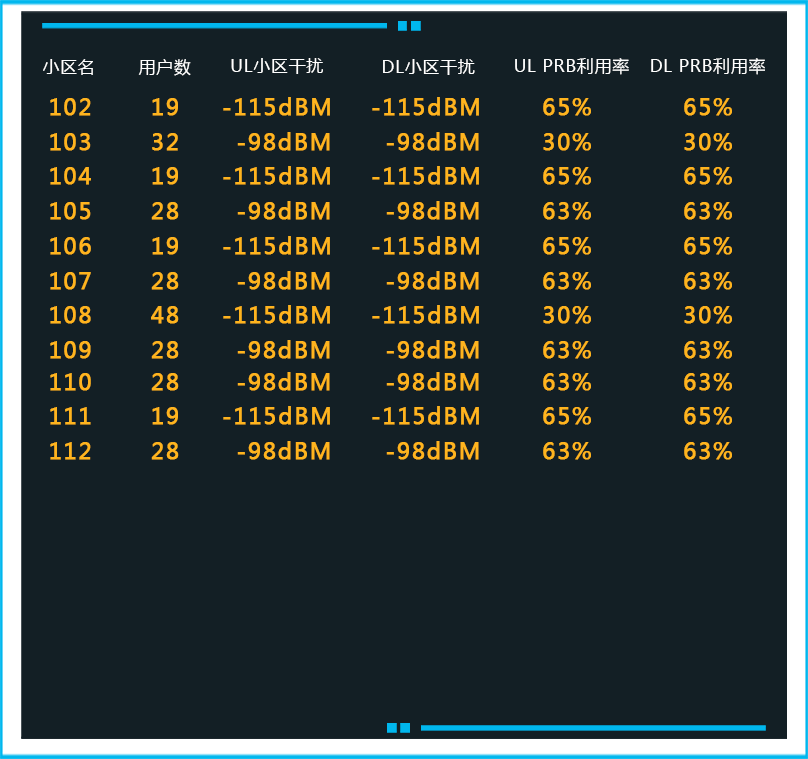 小区名 用户数 UL小区干扰 DL小区干扰 UL PRB利用率 DL PRB利用率
102 19 -115dBM -115dBM 65% 65%
103 32 -98dBM -98dBM 30% 30%
104 19 -115dBM -115dBM 65% 65%
105 28 -98dBM -98dBM 63% 63%
106 19 -115dBM -115dBM 65% 65%
107 28 -98dBM -98dBM 63% 63%
108 48 -115dBM -115dBM 30% 30%
109 28 -98dBM -98dBM 63% 63%
110 28 -98dBM -98dBM 63% 63%
111 19 -115dBM -115dBM 65% 65%
112 28 -98dBM -98dBM 63% 63%